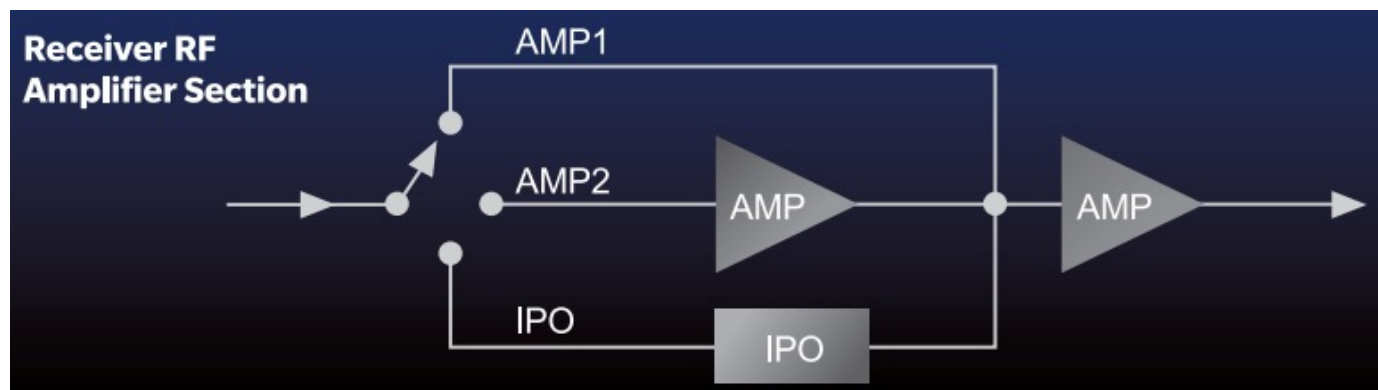 Receiver RF
Amplifier Section
AMP1
AMP2
AMP
AMP
IPO
IPO